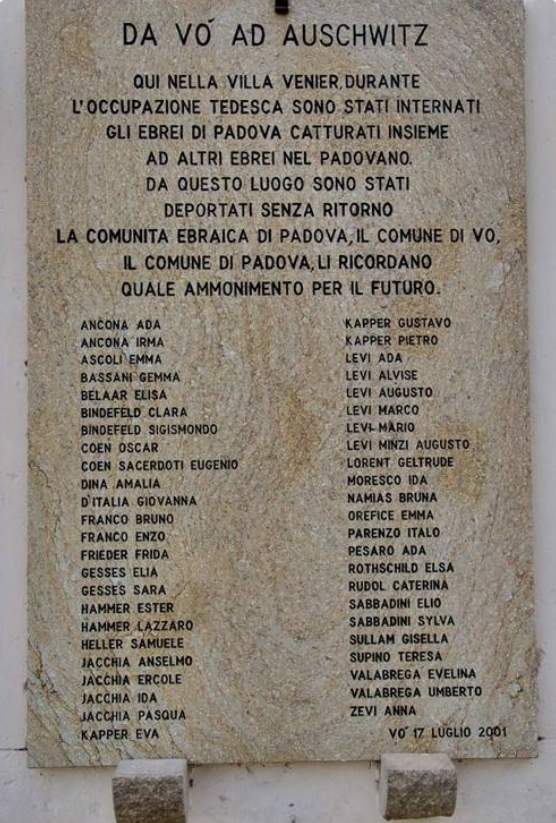 DA VO' AD AUSCHWITZ
QUI NELLA VILLA VENIER, DURANTE
L'OCCUPAZIONE TEDESCA SONO STATI INTERNATI
GLI EBREI DI PADOVA CATTURATI INSIEME
AD ALTRI EBREI NEL PADOVANO.
DA QUESTO LUOGO SONO STATI
DEPORTATI SENZA RITORNO
LA COMUNITA EBRAICA DI PADOVA, IL COMUNE DI VO,
IL COMUNE DI PADOVA, LI RICORDANO
QUALE AMMONIMENTO PER IL FUTURO.
ANCONA ADA
ANCONA IRMA
ASCOLI EMMA
BASSANI GEMMA
BELAAR ELISA
BINDEFELD CLARA
BINDEFELD SIGISMONDO
COEN OSCAR
COEN SACERDOTI EUGENIO
DINA AMALIA
D'ITALIA GIOVANNA
FRANCO BRUNO
FRANCO ENZO
FRIEDER FRIDA
GESSES ELIA
GESSES SARA
HAMMER ESTER
HAMMER LAZZARO
HELLER SAMUELE
JACCHIA ANSELMO
JACCHIA ERCOLE
JACCHIA IDA
JACCHIA PASQUA
KAPPER EVA
KAPPER GUSTAVO
KAPPER PIETRO
LEVI ADA
LEVI ALVISE
LEVI AUGUSTO
LEVI MARCO
LEVI MARIO
LEVI MINZI AUGUSTO
LORENT GELTRUDE
MORESCO IDA
NAMIAS BRUNA
OREFICE EMMA
PARENZO ITALO
PESARO ADA
ROTHSCHILD ELSA
RUDOL CATERINA
SABBADINI ELIO
SABBADINI SYLVA
SULLAM GISELLA
SUPINO TERESA
VALABREGA EVELINA
VALABREGA UMBERTO
ZEVI ANNA
VO' 17 LUGLIO 2001